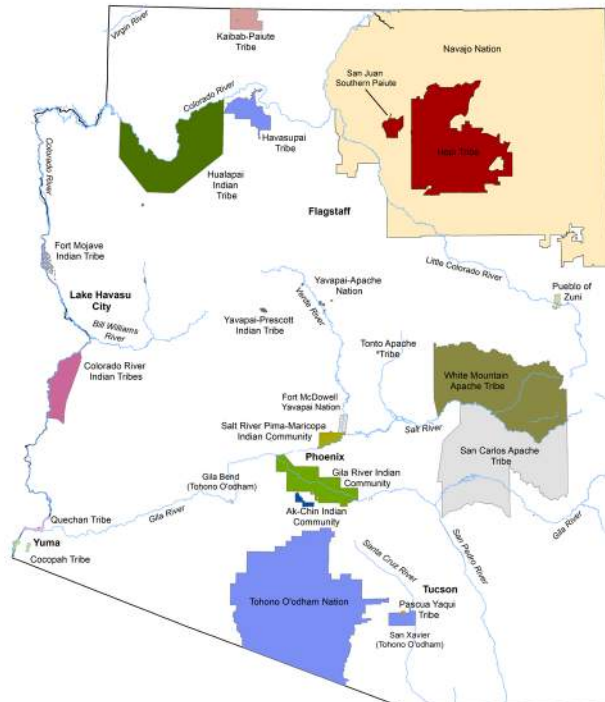 Virgin River
Kaibab-Paiute
Tribe
Navajo Nation
San Juan
Southern Paiute
Colorado River
Havasupai
Tribe
Hopi Tribe
Hualapai
Indian
Tribe
Colorado River
Flagstaff
Fort Mojave
Indian Tribe
Little Colorado River
Pueblo of
Zuni
Lake Havasu
City
Yavapai-Apache
Nation
Verde River
Bill Williams
River
Yavapai-Prescott
Indian Tribe
Tonto Apache
Tribe
Colorado River
Indian Tribes
White Mountain
Apache Tribe
Fort McDowell
Yavapai Nation
Salt River Pima-Maricopa
Indian Community
Salt River
San Carlos Apache
Tribe
Phoenix
Gila River Indian
Community
Gila Bend
(Tohono O'odham)
Ak-Chin Indian
Community
Quechan Tribe
Gila River
Gila River
Yuma
Cocopah Tribe
Santa Cruz River
San Pedro River
Tohono O'odham Nation
Tucson
Pascua Yaqui
Tribe
San Xavier
(Tohono O'odham)